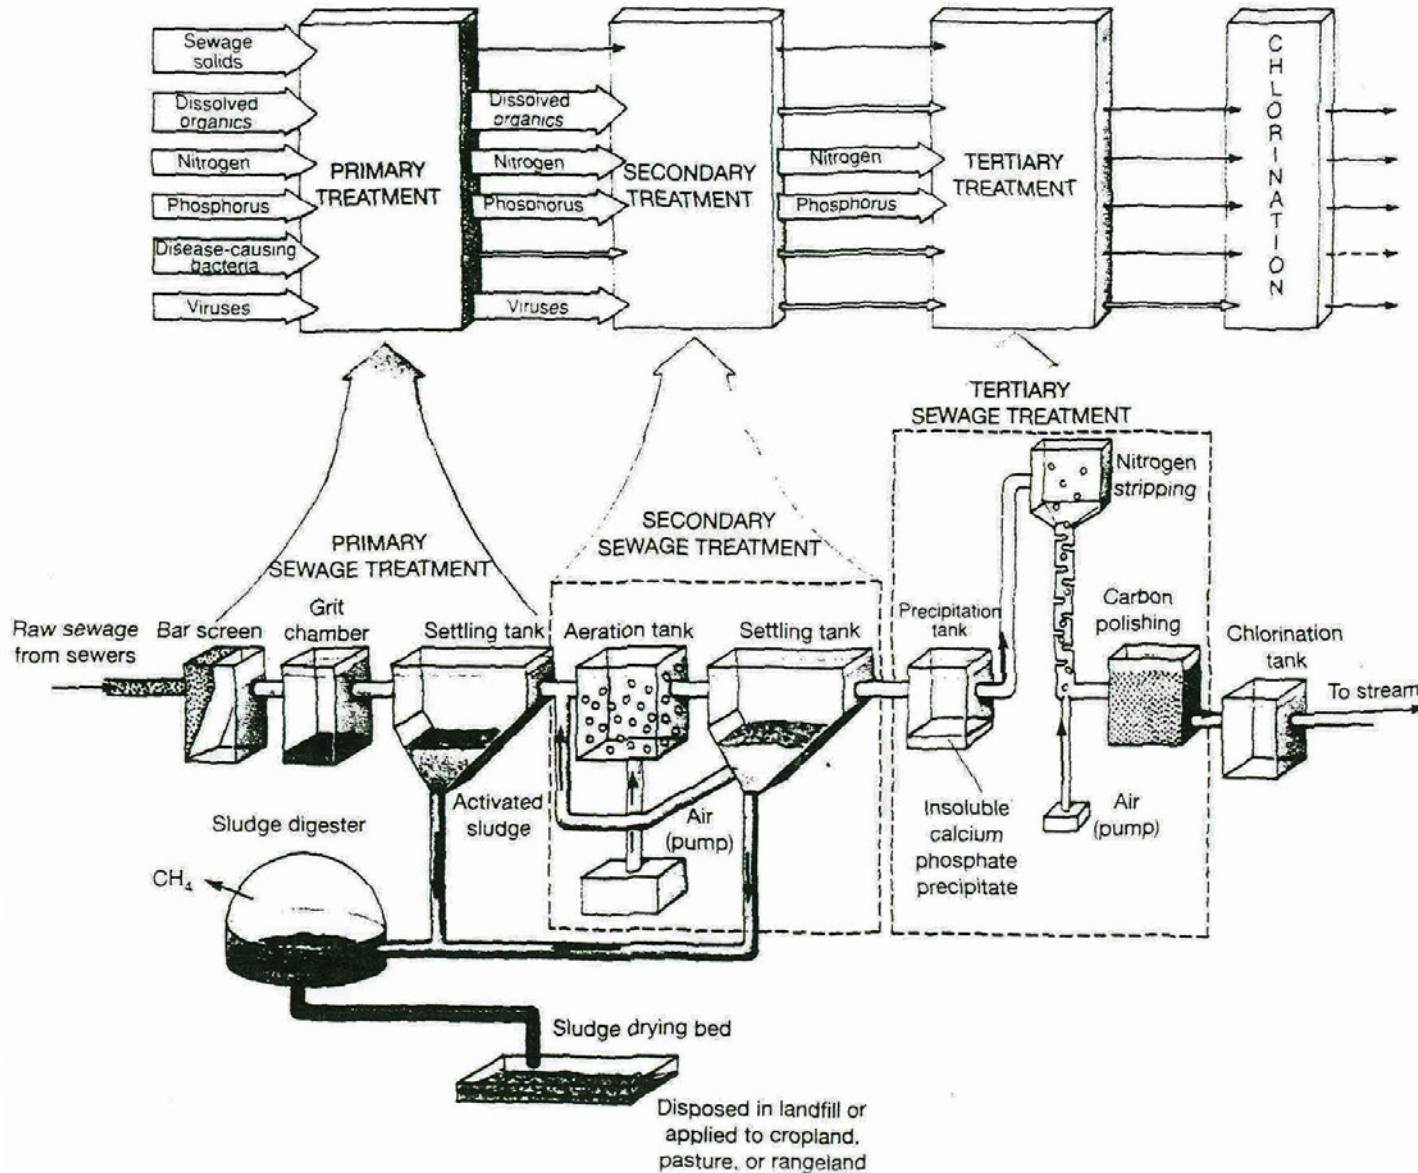 Sewage
solids
Dissolved
organics
Nitrogen
Phosphorus
Disease-causing
bacteria
Viruses
PRIMARY
TREATMENT
Dissolved
organics
Nitrogen
Phosphorus
Viruses
SECONDARY
TREATMENT
Nitrogen
Phosphorus
TERTIARY
TREATMENT
CHLORINATION
PRIMARY
SEWAGE TREATMENT
SECONDARY
SEWAGE TREATMENT
TERTIARY
SEWAGE TREATMENT
Raw sewage
from sewers
Bar screen
Grit
chamber
Settling tank
Aeration tank
Settling tank
Precipitation
tank
Nitrogen
stripping
Carbon
polishing
Chlorination
tank
To stream
Activated
sludge
Air
(pump)
Insoluble
calcium
phosphate
precipitate
Air
(pump)
Sludge digester
CH₄
Sludge drying bed
Disposed in landfill or
applied to cropland,
pasture, or rangeland